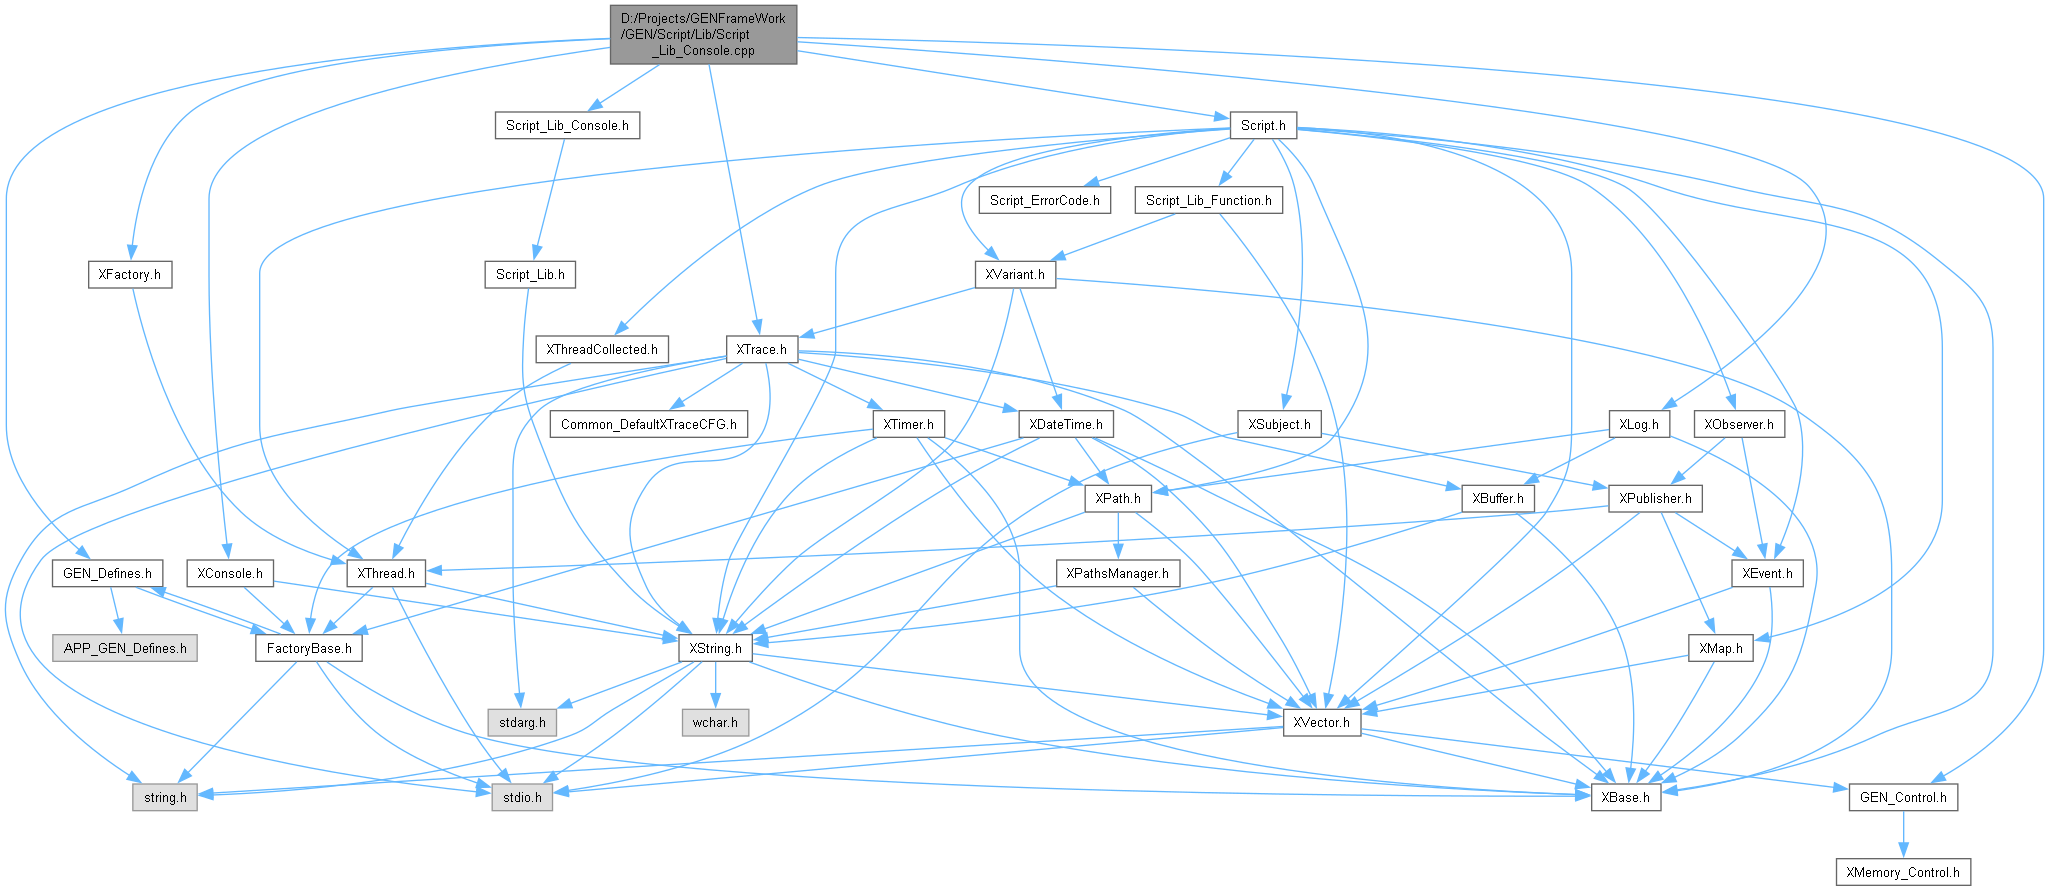 D:/Projects/GENFrameWork
/GEN/Script/Lib/Script
_Lib_Console.cpp
Script_Lib_Console.h
Script.h
Script_ErrorCode.h
Script_Lib_Function.h
XFactory.h
Script_Lib.h
XVariant.h
XThreadCollected.h
XTrace.h
Common_DefaultXTraceCFG.h
XTimer.h
XDateTime.h
XSubject.h
XLog.h
XObserver.h
XPath.h
XBuffer.h
XPublisher.h
GEN_Defines.h
XConsole.h
XThread.h
XPathsManager.h
XEvent.h
APP_GEN_Defines.h
FactoryBase.h
XString.h
XMap.h
stdarg.h
wchar.h
XVector.h
string.h
stdio.h
XBase.h
GEN_Control.h
XMemory_Control.h